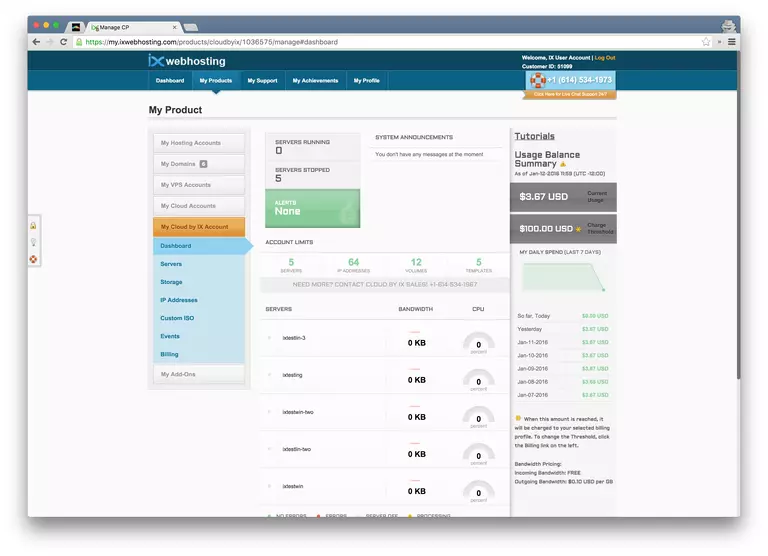 Manage CP
https://my.ixwebhosting.com/products/cloudbyix/1036575/manage#dashboard
ix webhosting
Welcome, IX User Account | Log Out
Customer ID: 51099
Dashboard
My Products
My Support
My Achievements
My Profile
+1 (614) 534-1973
Click Here for Live Chat Support 24/7
My Product
My Hosting Accounts
My Domains 6
My VPS Accounts
My Cloud Accounts
My Cloud by IX Account
Dashboard
Servers
Storage
IP Addresses
Custom ISO
Events
Billing
My Add-Ons
SERVERS RUNNING
0
SERVERS STOPPED
5
ALERTS
None
SYSTEM ANNOUNCEMENTS
You don't have any messages at the moment
ACCOUNT LIMITS
5
SERVERS
64
IP ADDRESSES
12
VOLUMES
5
TEMPLATES
NEED MORE? CONTACT CLOUD BY IX SALES! +1-614-534-1967
SERVERS
BANDWIDTH
CPU
ixtestlin-3
0 KB
0
percent
ixtesting
0 KB
0
percent
ixtestwin-two
0 KB
0
percent
ixtestlin-two
0 KB
0
percent
ixtestwin
0 KB
0
percent
NO ERRORS
ERRORS
SERVER OFF
PROCESSING
Tutorials
Usage Balance
Summary
As of Jan-12-2016 11:59 (UTC -12:00)
$3.67 USD
Current
Usage
$100.00 USD
Charge
Threshold
MY DAILY SPEND (LAST 7 DAYS)
So far, Today
Yesterday
$3.67 USD
Jan-11-2016
$3.67 USD
Jan-10-2016
$3.67 USD
Jan-09-2016
$3.67 USD
Jan-08-2016
Jan-07-2016
$3.67 USD
When this amount is reached, it
will be charged to your selected billing
profile. To change the Threshold, click
the Billing link on the left.
Bandwidth Pricing:
Incoming Bandwidth: FREE
Outgoing Bandwidth: $0.10 USD per GB